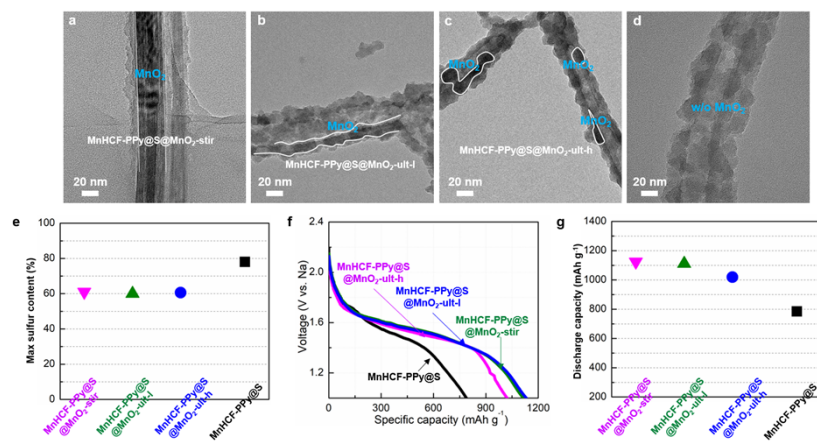 a
MnO2
MnHCF-PPy@S@MnO2-stir
20 nm
b
MnO2
MnHCF-PPy@S@MnO2-ult-l
20 nm
c
MnO2
MnO2
MnHCF-PPy@S@MnO2-ult-h
20 nm
d
w/o MnO2
20 nm
e
Max sulfur content (%)
100
80
60
40
20
0
MnHCF-PPy@S
@MnO2-stir
MnHCF-PPy@S
@MnO2-ult-l
MnHCF-PPy@S
@MnO2-ult-h
MnHCF-PPy@S
f
Voltage (V vs. Na)
2.4
2.0
1.6
1.2
MnHCF-PPy@S
@MnO2-ult-h
MnHCF-PPy@S
@MnO2-ult-l
MnHCF-PPy@S
@MnO2-stir
MnHCF-PPy@S
0 300 600 900 1200
Specific capacity (mAh g-1)
g
Discharge capacity (mAh g-1)
1400
1200
1000
800
600
400
200
MnHCF-PPy@S
@MnO2-stir
MnHCF-PPy@S
@MnO2-ult-l
MnHCF-PPy@S
@MnO2-ult-h
MnHCF-PPy@S